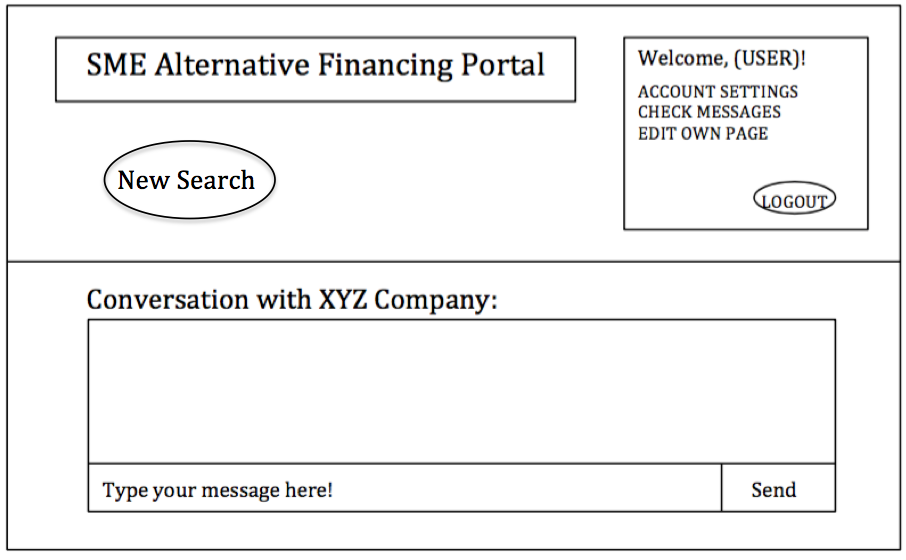 SME Alternative Financing Portal
Welcome, (USER)!
ACCOUNT SETTINGS
CHECK MESSAGES
EDIT OWN PAGE
New Search
LOGOUT
Conversation with XYZ Company:
Type your message here!
Send